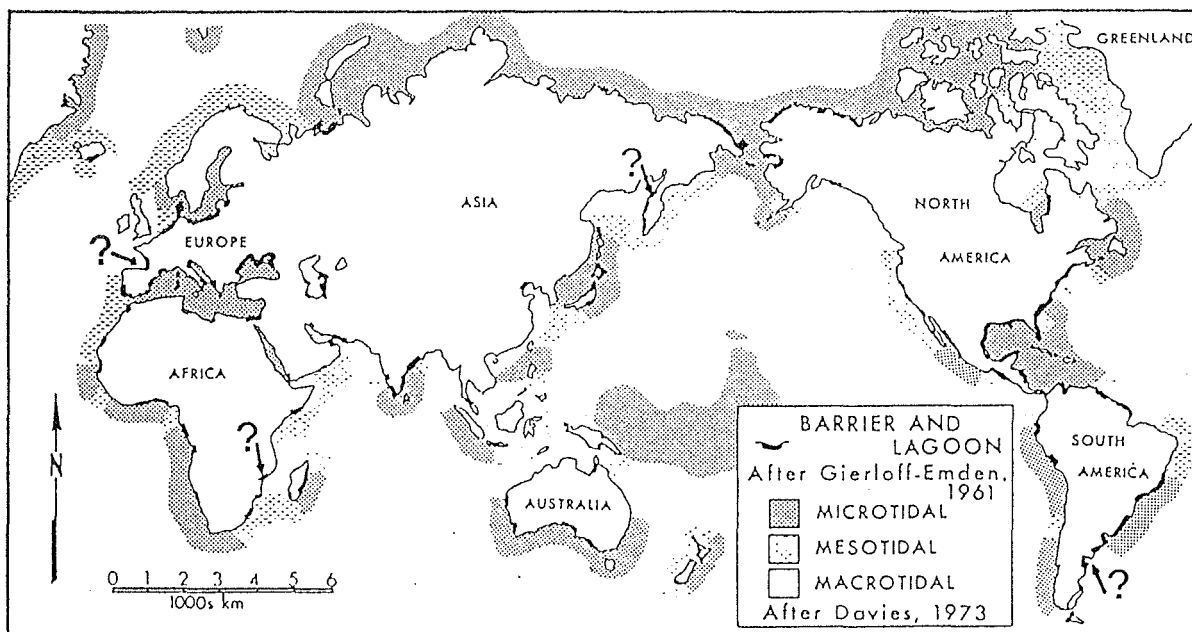 GREENLAND
?
ASIA
NORTH
AMERICA
EUROPE
?
AFRICA
?
SOUTH
AMERICA
AUSTRALIA
?
N
0 1 2 3 4 5 6
1000s km
BARRIER AND
LAGOON
After Gierloff-Emden,
1961
MICROTIDAL
MESOTIDAL
MACROTIDAL
After Davies, 1973